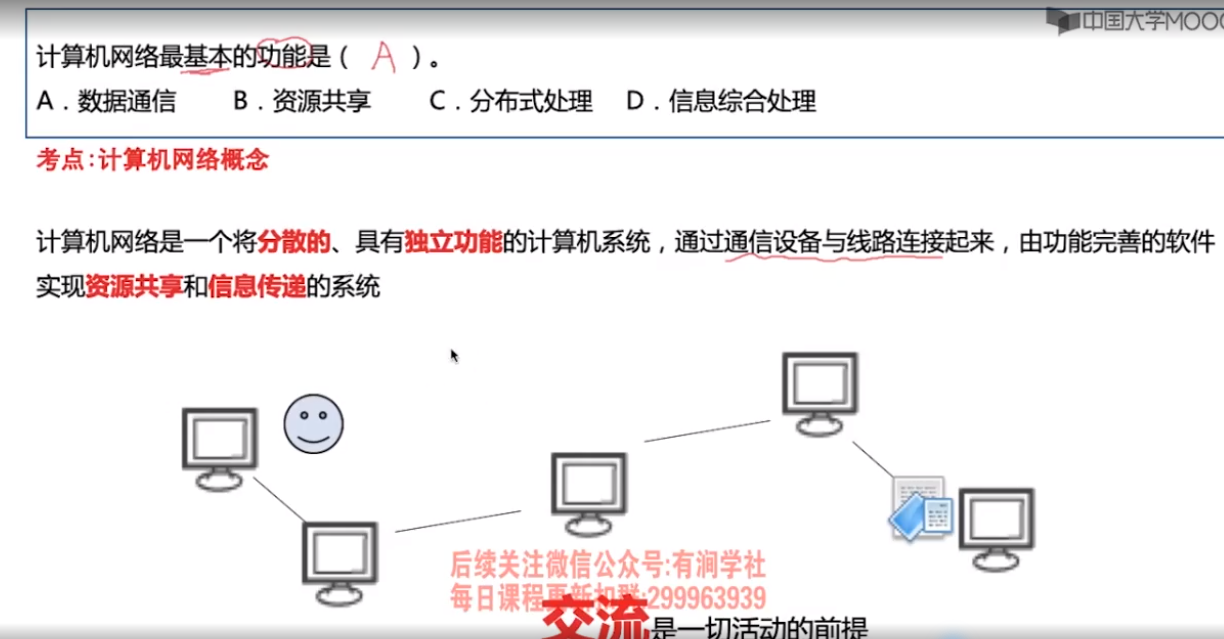 中国大学MOO
计算机网络最基本的功能是（ A ）。
A．数据通信 B．资源共享 C．分布式处理 D．信息综合处理
考点:计算机网络概念
计算机网络是一个将分散的、具有独立功能的计算机系统，通过通信设备与线路连接起来，由功能完善的软件
实现资源共享和信息传递的系统
后续关注微信公众号:有涧学社
每日课程更新扣群:299963939
交流是一切活动的前提